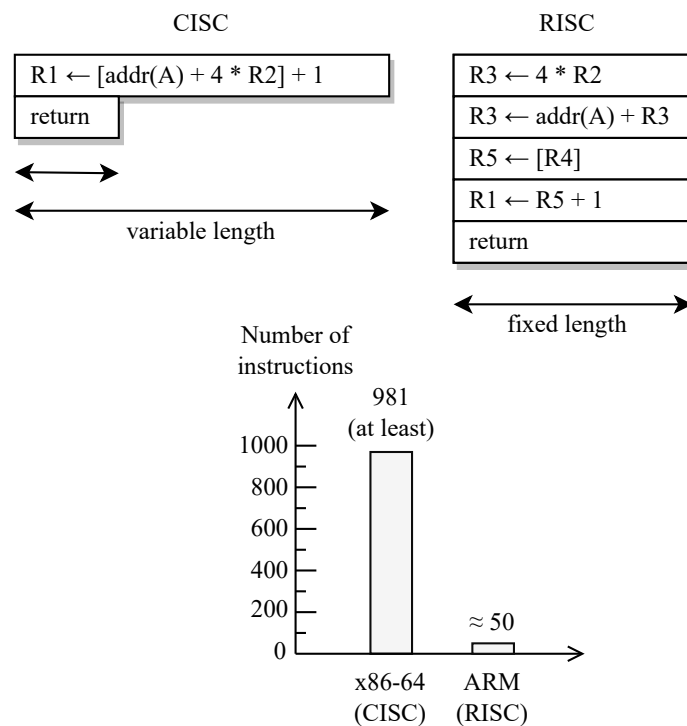 CISC
R1 ← [addr(A) + 4 * R2] + 1
return
variable length
RISC
R3 ← 4 * R2
R3 ← addr(A) + R3
R5 ← [R4]
R1 ← R5 + 1
return
fixed length
Number of
instructions
981
(at least)
1000
800
600
400
200
0
≈ 50
x86-64
(CISC)
ARM
(RISC)